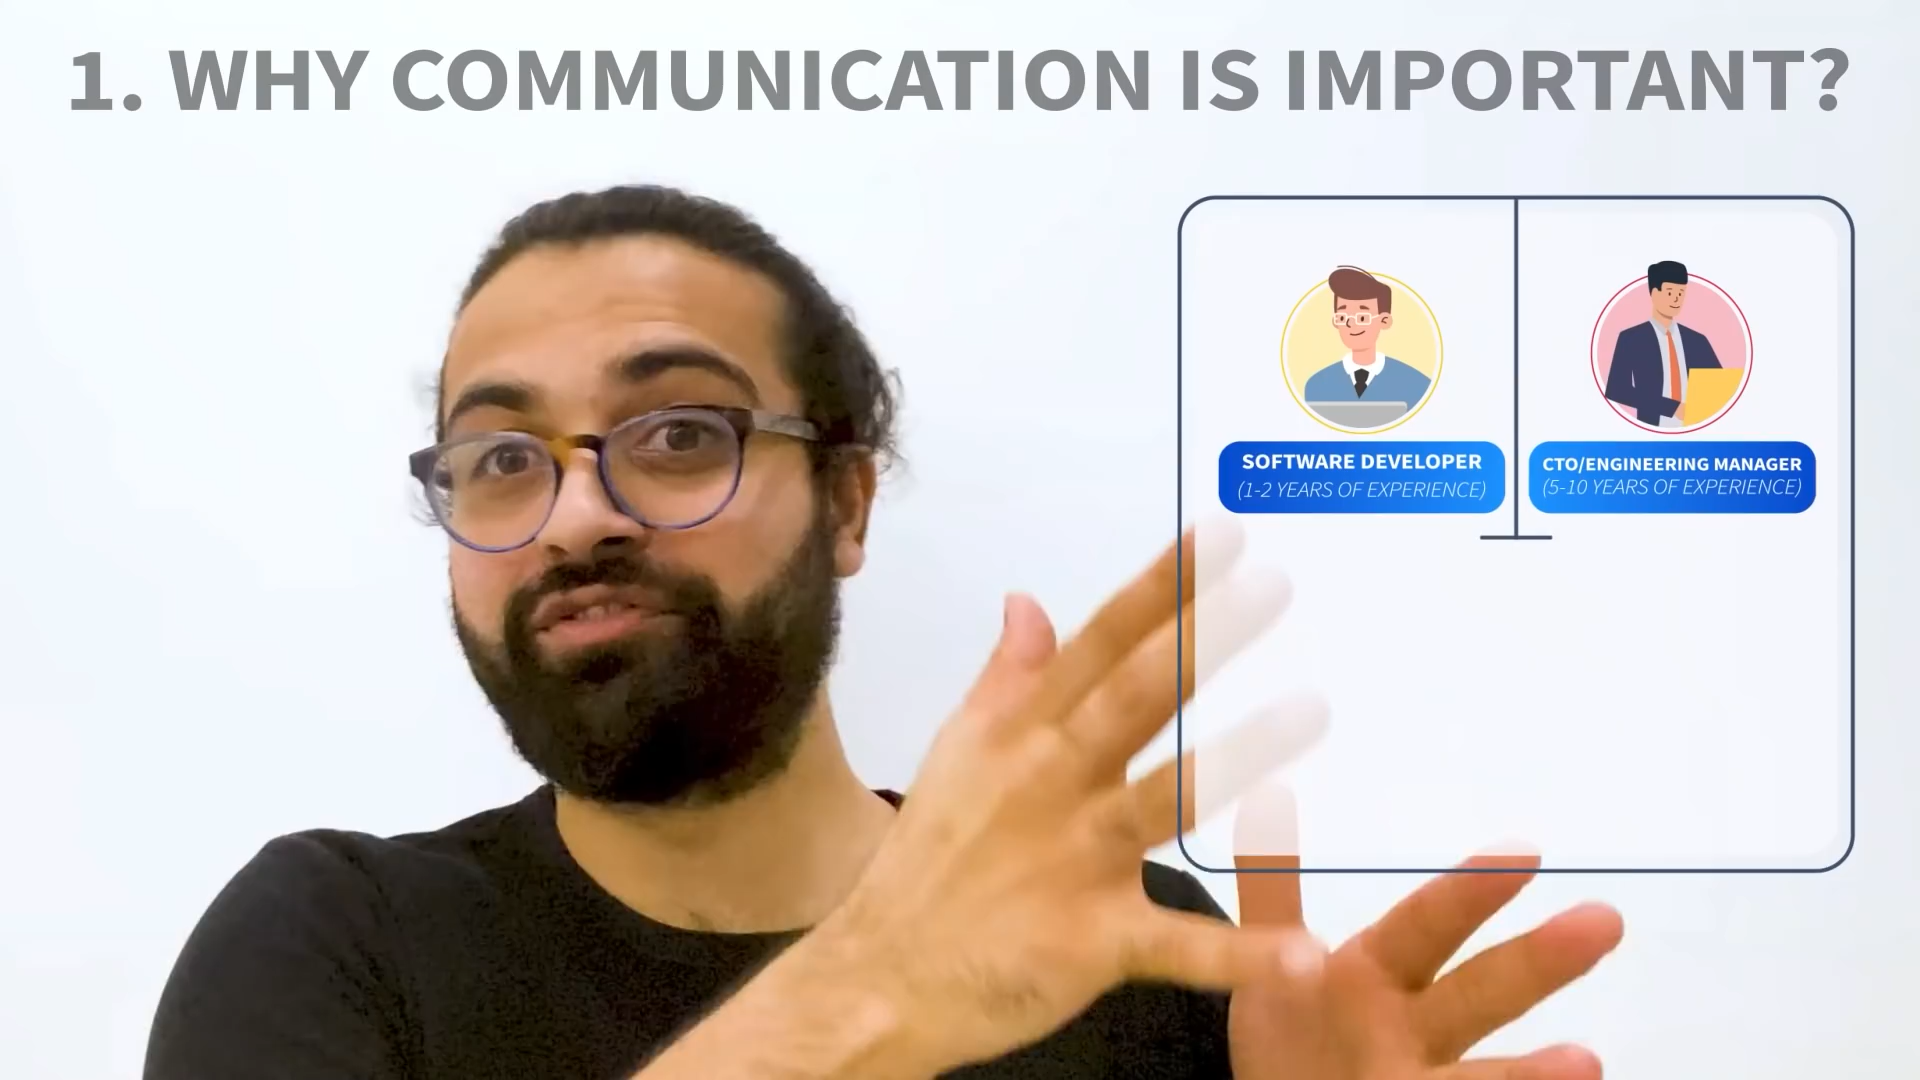 1. WHY COMMUNICATION IS IMPORTANT?
SOFTWARE DEVELOPER
(1-2 YEARS OF EXPERIENCE)
CTO/ENGINEERING MANAGER
(5-10 YEARS OF EXPERIENCE)